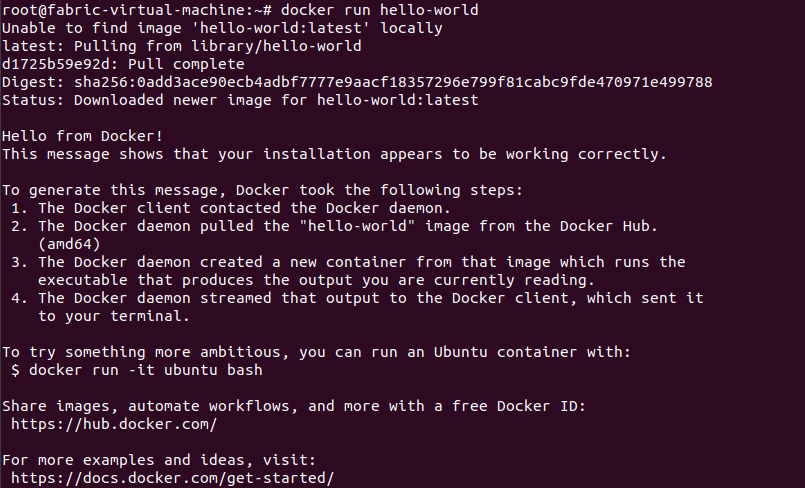 root@fabric-virtual-machine:~# docker run hello-world
Unable to find image 'hello-world:latest' locally
latest: Pulling from library/hello-world
d1725b59e92d: Pull complete
Digest: sha256:0add3ace90ecb4adbf7777e9aacf18357296e799f81cabc9fde470971e499788
Status: Downloaded newer image for hello-world:latest

Hello from Docker!
This message shows that your installation appears to be working correctly.

To generate this message, Docker took the following steps:
 1. The Docker client contacted the Docker daemon.
 2. The Docker daemon pulled the "hello-world" image from the Docker Hub.
    (amd64)
 3. The Docker daemon created a new container from that image which runs the
    executable that produces the output you are currently reading.
 4. The Docker daemon streamed that output to the Docker client, which sent it
    to your terminal.

To try something more ambitious, you can run an Ubuntu container with:
 $ docker run -it ubuntu bash

Share images, automate workflows, and more with a free Docker ID:
 https://hub.docker.com/

For more examples and ideas, visit:
 https://docs.docker.com/get-started/